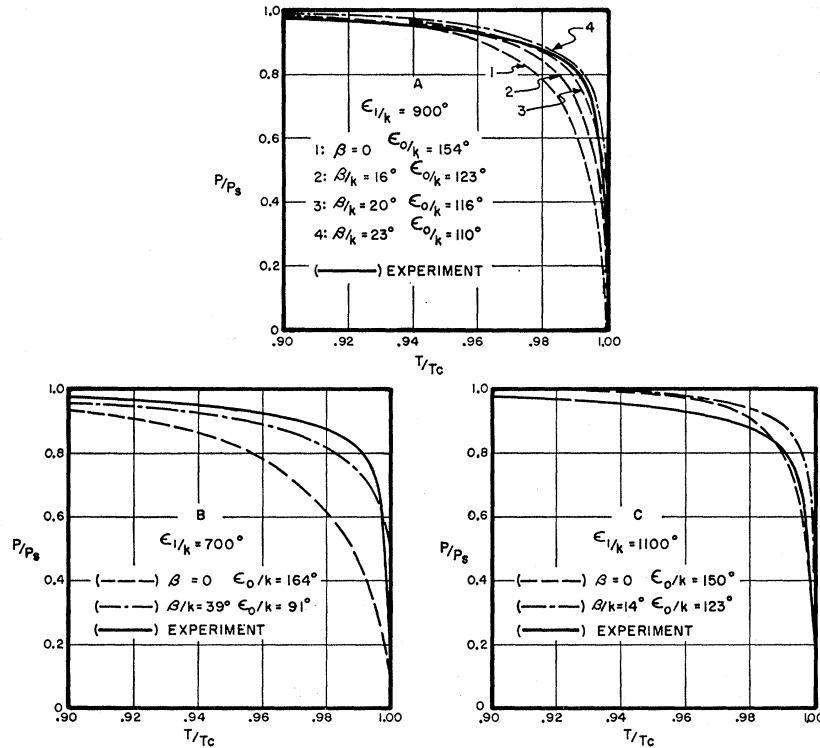 1.0
0.8
0.6
0.4
0.2
0
P/Ps
A
ϵ1/k = 900°
1: β = 0 ϵ0/k = 154°
2: β/k = 16° ϵ0/k = 123°
3: β/k = 20° ϵ0/k = 116°
4: β/k = 23° ϵ0/k = 110°
(———) EXPERIMENT
1
2
3
4
.90 .92 .94 .96 .98 1.00
T/Tc
1.0
0.8
0.6
0.4
0.2
0
P/Ps
B
ϵ1/k = 700°
(— — —) β = 0 ϵ0/k = 164°
(— - — -) β/k = 39° ϵ0/k = 91°
(———) EXPERIMENT
.90 .92 .94 .96 .98 1.00
T/Tc
1.0
0.8
0.6
0.4
0.2
0
P/Ps
C
ϵ1/k = 1100°
(— — —) β = 0 ϵ0/k = 150°
(— - — -) β/k = 14° ϵ0/k = 123°
(———) EXPERIMENT
.90 .92 .94 .96 .98 1.00
T/Tc